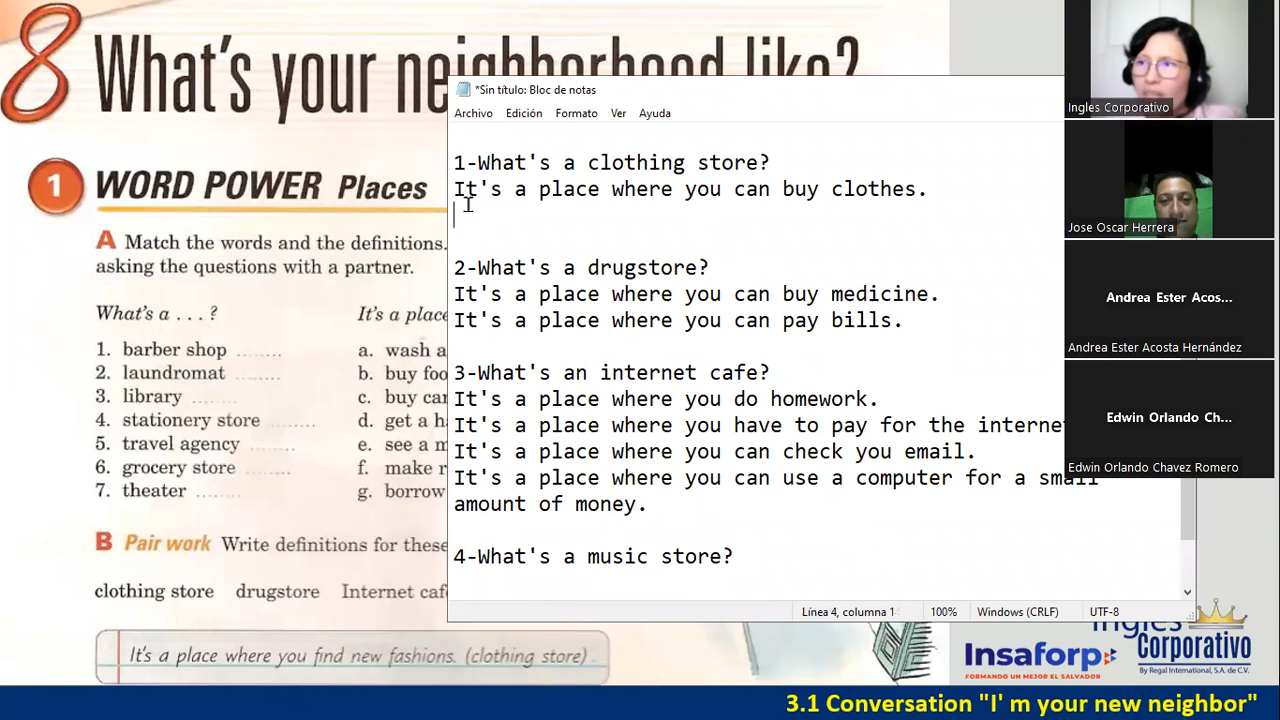 8 What's your neighborhood like?
1 WORD POWER Places
A Match the words and the definitions.
asking the questions with a partner.
What's a . . . ?
It's a place
1. barber shop
2. laundromat
3. library
4. stationery store
5. travel agency
6. grocery store
7. theater
a. wash a
b. buy foo
c. buy car
d. get a h
e. see a m
f. make r
g. borrow
B Pair work Write definitions for these
clothing store drugstore Internet caf
It's a place where you find new fashions. (clothing store)
*Sin título: Bloc de notas
Archivo Edición Formato Ver Ayuda
1-What's a clothing store?
It's a place where you can buy clothes.
2-What's a drugstore?
It's a place where you can buy medicine.
It's a place where you can pay bills.
3-What's an internet cafe?
It's a place where you do homework.
It's a place where you have to pay for the internet
It's a place where you can check you email.
It's a place where you can use a computer for a small
amount of money.
4-What's a music store?
Línea 4, columna 1
100%
Windows (CRLF)
UTF-8
Ingles Corporativo
Jose Oscar Herrera
Andrea Ester Acos...
Andrea Ester Acosta Hernández
Edwin Orlando Ch...
Edwin Orlando Chavez Romero
Insaforp
FORMANDO UN MEJOR EL SALVADOR
Ingles
Corporativo
By Regal International, S.A. de C.V.
3.1 Conversation "I' m your new neighbor"